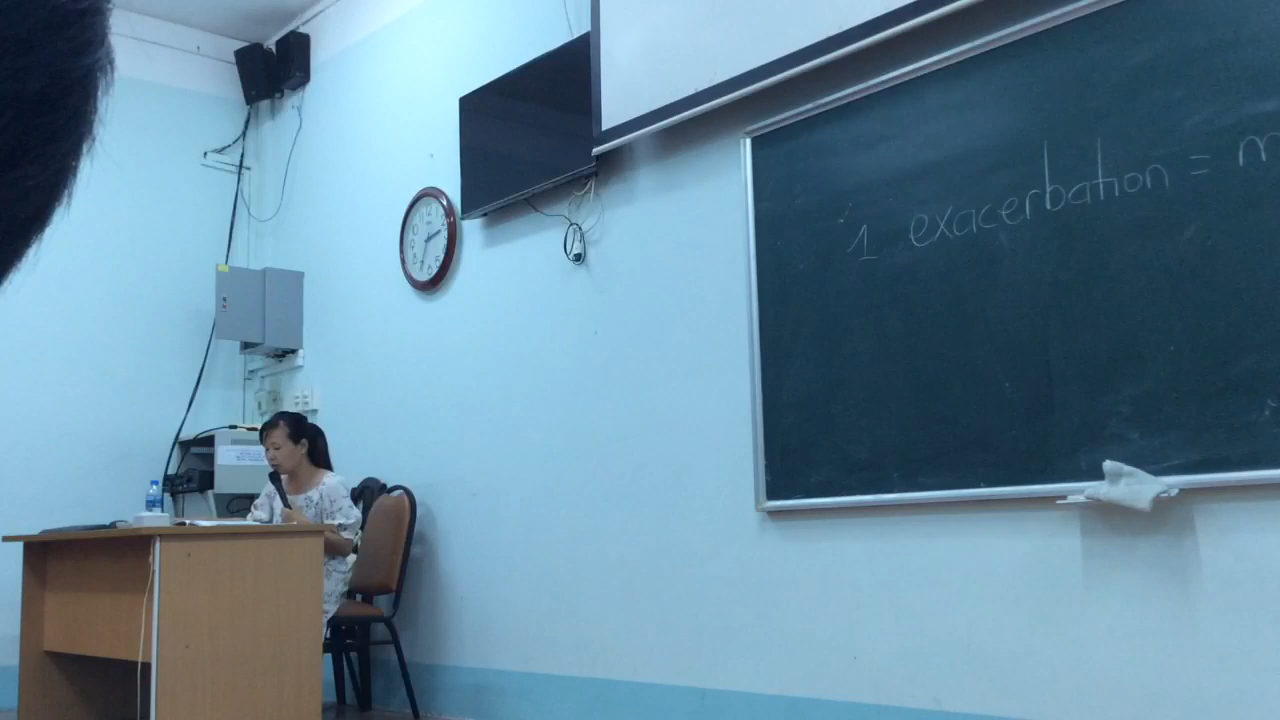 1 exacerbation = m